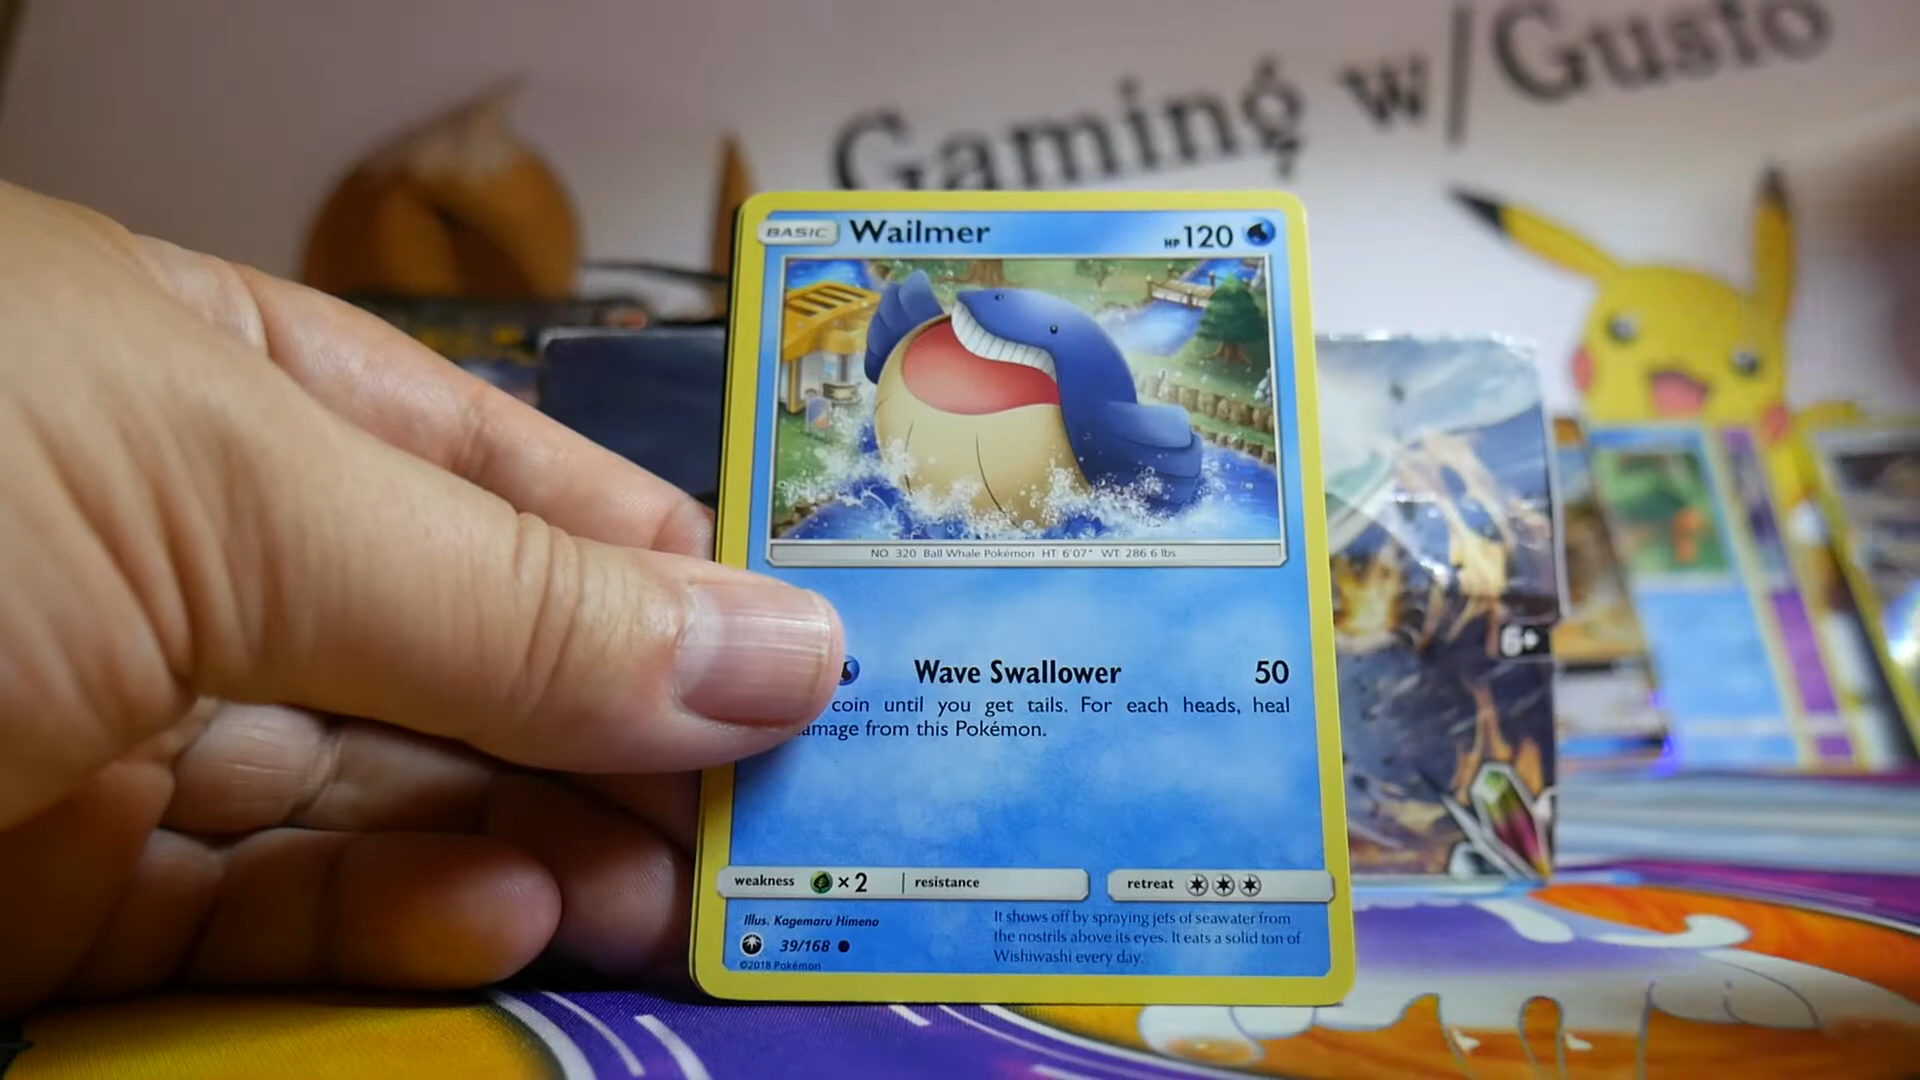 Gaming w/Gusto
BASIC Wailmer HP 120
NO. 320 Ball Whale Pokémon HT: 6'07" WT: 286.6 lbs
Wave Swallower 50
coin until you get tails. For each heads, heal
amage from this Pokémon.
weakness ×2 resistance retreat
Illus. Kagemaru Himeno
39/168
©2018 Pokémon
It shows off by spraying jets of seawater from
the nostrils above its eyes. It eats a solid ton of
Wishiwashi every day.
6+